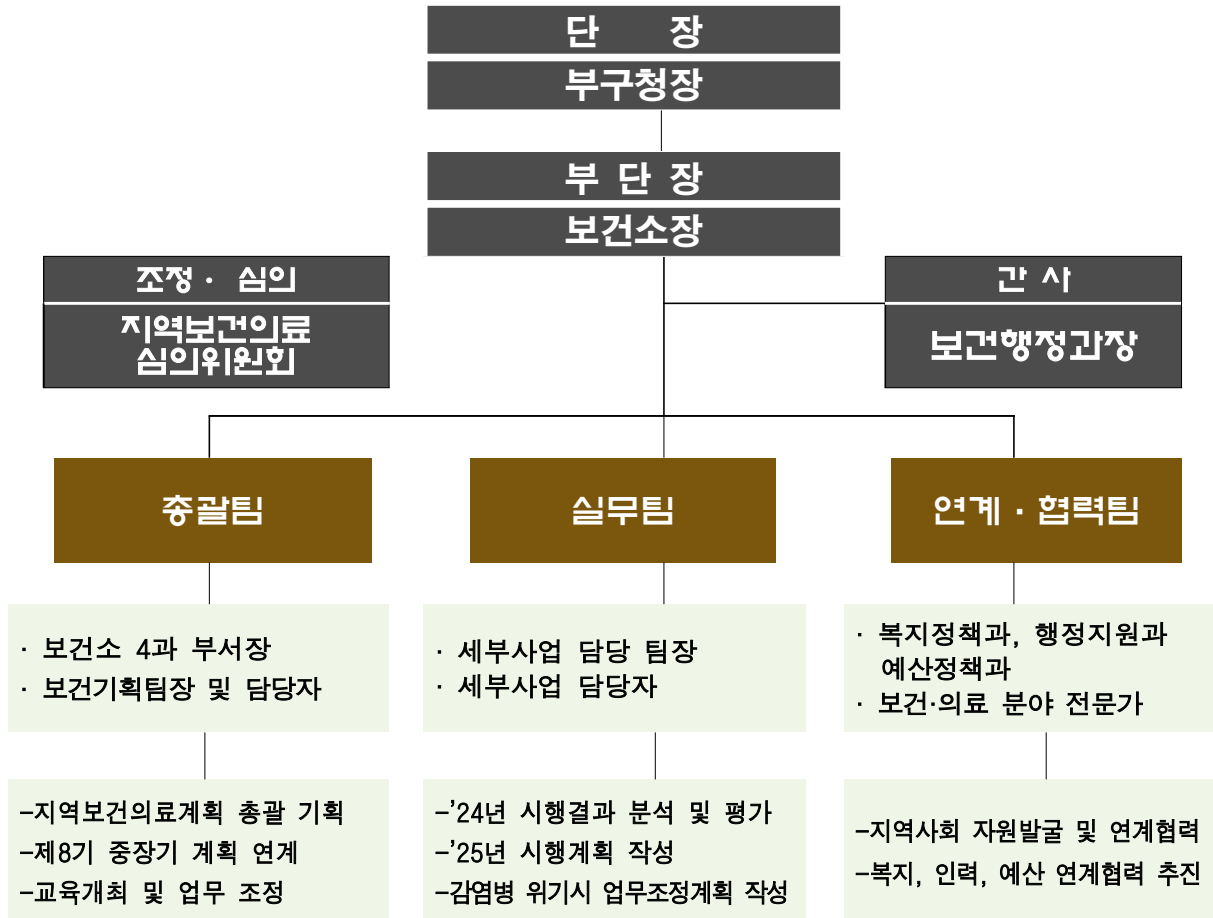 단 장
부구청장
부 단 장
보건소장
조정 · 심의
지역보건의료
심의위원회
간 사
보건행정과장
총괄팀
실무팀
연계 · 협력팀
· 보건소 4과 부서장
· 보건기획팀장 및 담당자
· 세부사업 담당 팀장
· 세부사업 담당자
· 복지정책과, 행정지원과
예산정책과
· 보건·의료 분야 전문가
-지역보건의료계획 총괄 기획
-제8기 중장기 계획 연계
-교육개최 및 업무 조정
-’24년 시행결과 분석 및 평가
-’25년 시행계획 작성
-감염병 위기시 업무조정계획 작성
-지역사회 자원발굴 및 연계협력
-복지, 인력, 예산 연계협력 추진